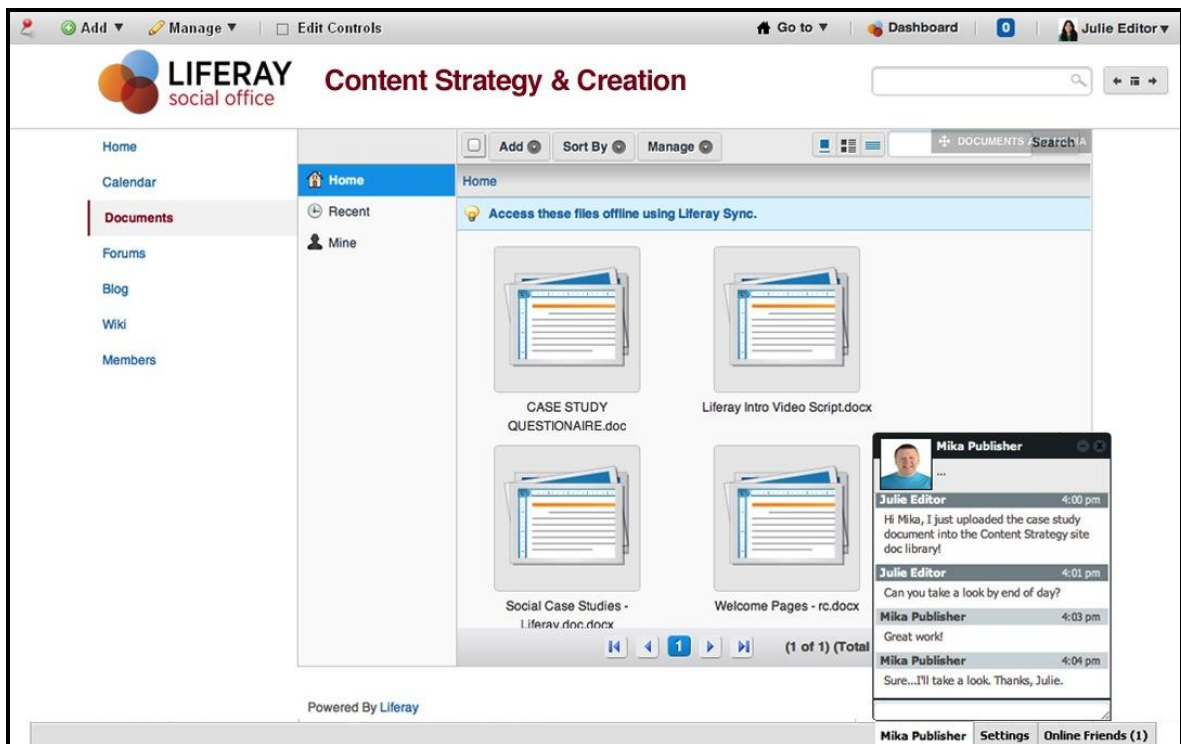 Add ▼ Manage ▼ Edit Controls Go to ▼ Dashboard 0 Julie Editor ▼
LIFERAY
social office
Content Strategy & Creation
Home
Calendar
Documents
Forums
Blog
Wiki
Members
Home
Recent
Mine
Add Sort By Manage DOCUMENTS Search
Home
Access these files offline using Liferay Sync.
CASE STUDY
QUESTIONAIRE.doc
Liferay Intro Video Script.docx
Social Case Studies -
Liferay.doc.docx
Welcome Pages - rc.docx
1 (1 of 1) (Total
Powered By Liferay
Mika Publisher
...
Julie Editor 4:00 pm
Hi Mika, I just uploaded the case study
document into the Content Strategy site
doc library!
Julie Editor 4:01 pm
Can you take a look by end of day?
Mika Publisher 4:03 pm
Great work!
Mika Publisher 4:04 pm
Sure...I'll take a look. Thanks, Julie.
Mika Publisher Settings Online Friends (1)